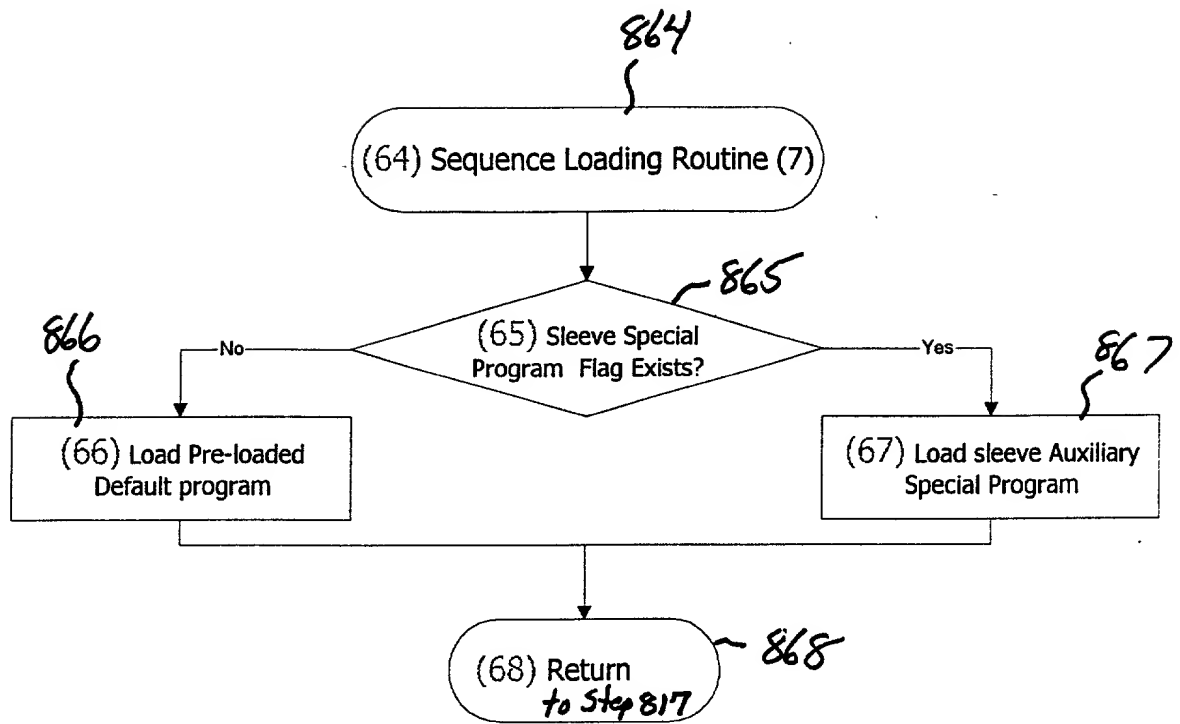 864
(64) Sequence Loading Routine (7)
865
(65) Sleeve Special
Program Flag Exists?
No
Yes
866
867
(66) Load Pre-loaded
Default program
(67) Load sleeve Auxiliary
Special Program
(68) Return
to Step 817
868